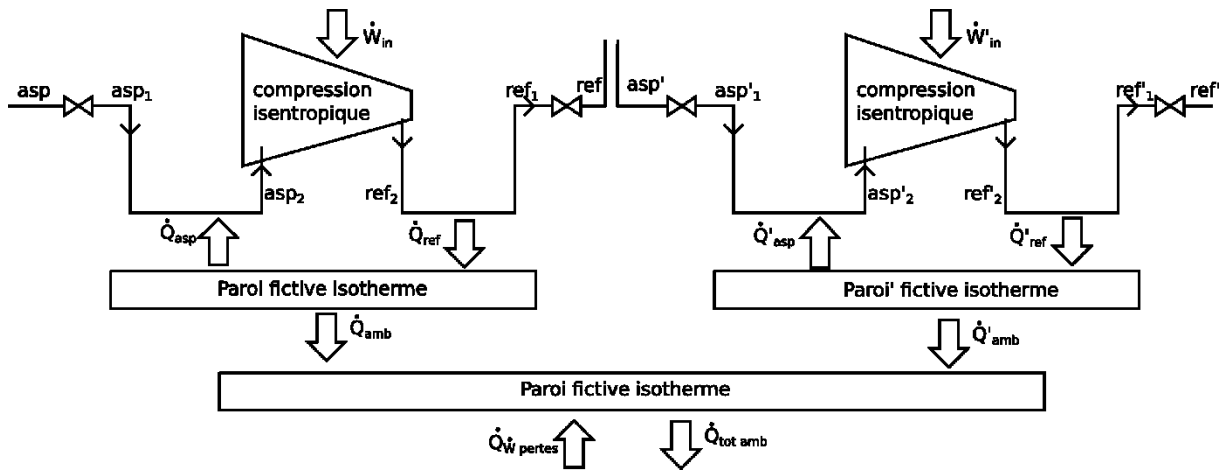 Ẇin
Ẇ'in
asp
asp1
compression
isentropique
ref1
ref
asp'
asp'1
compression
isentropique
ref'1
ref'
asp2
ref2
asp'2
ref'2
Q̇asp
Q̇ref
Q̇'asp
Q̇'ref
Paroi fictive isotherme
Paroi' fictive isotherme
Q̇amb
Q̇'amb
Paroi fictive isotherme
Q̇Ẇ pertes
Q̇tot amb